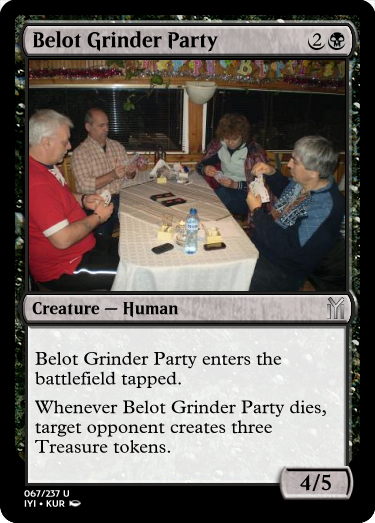 Belot Grinder Party 2
Creature — Human
Belot Grinder Party enters the
battlefield tapped.
Whenever Belot Grinder Party dies,
target opponent creates three
Treasure tokens.
4/5
067/237 U
IYI • KUR